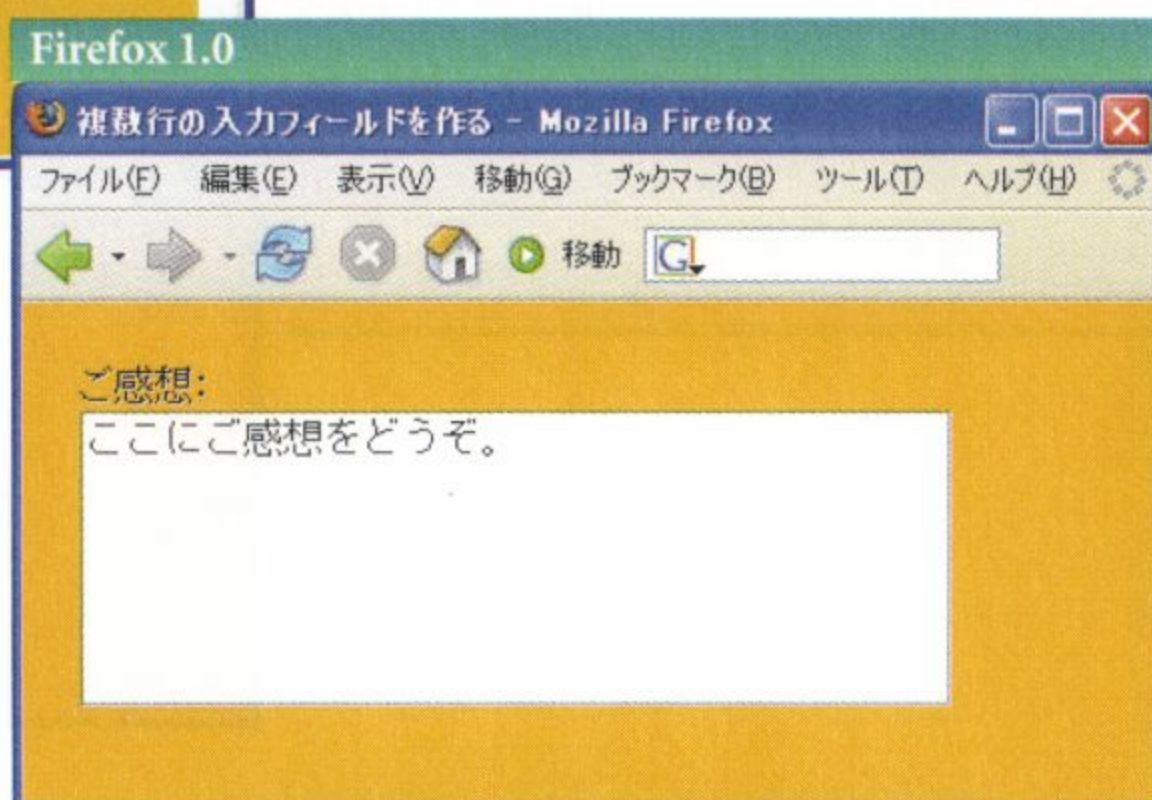 Firefox 1.0
複数行の入力フィールドを作る - Mozilla Firefox
ファイル(F) 編集(E) 表示(V) 移動(G) ブックマーク(B) ツール(T) ヘルプ(H)
移動 G
ご感想:
ここにご感想をどうぞ。